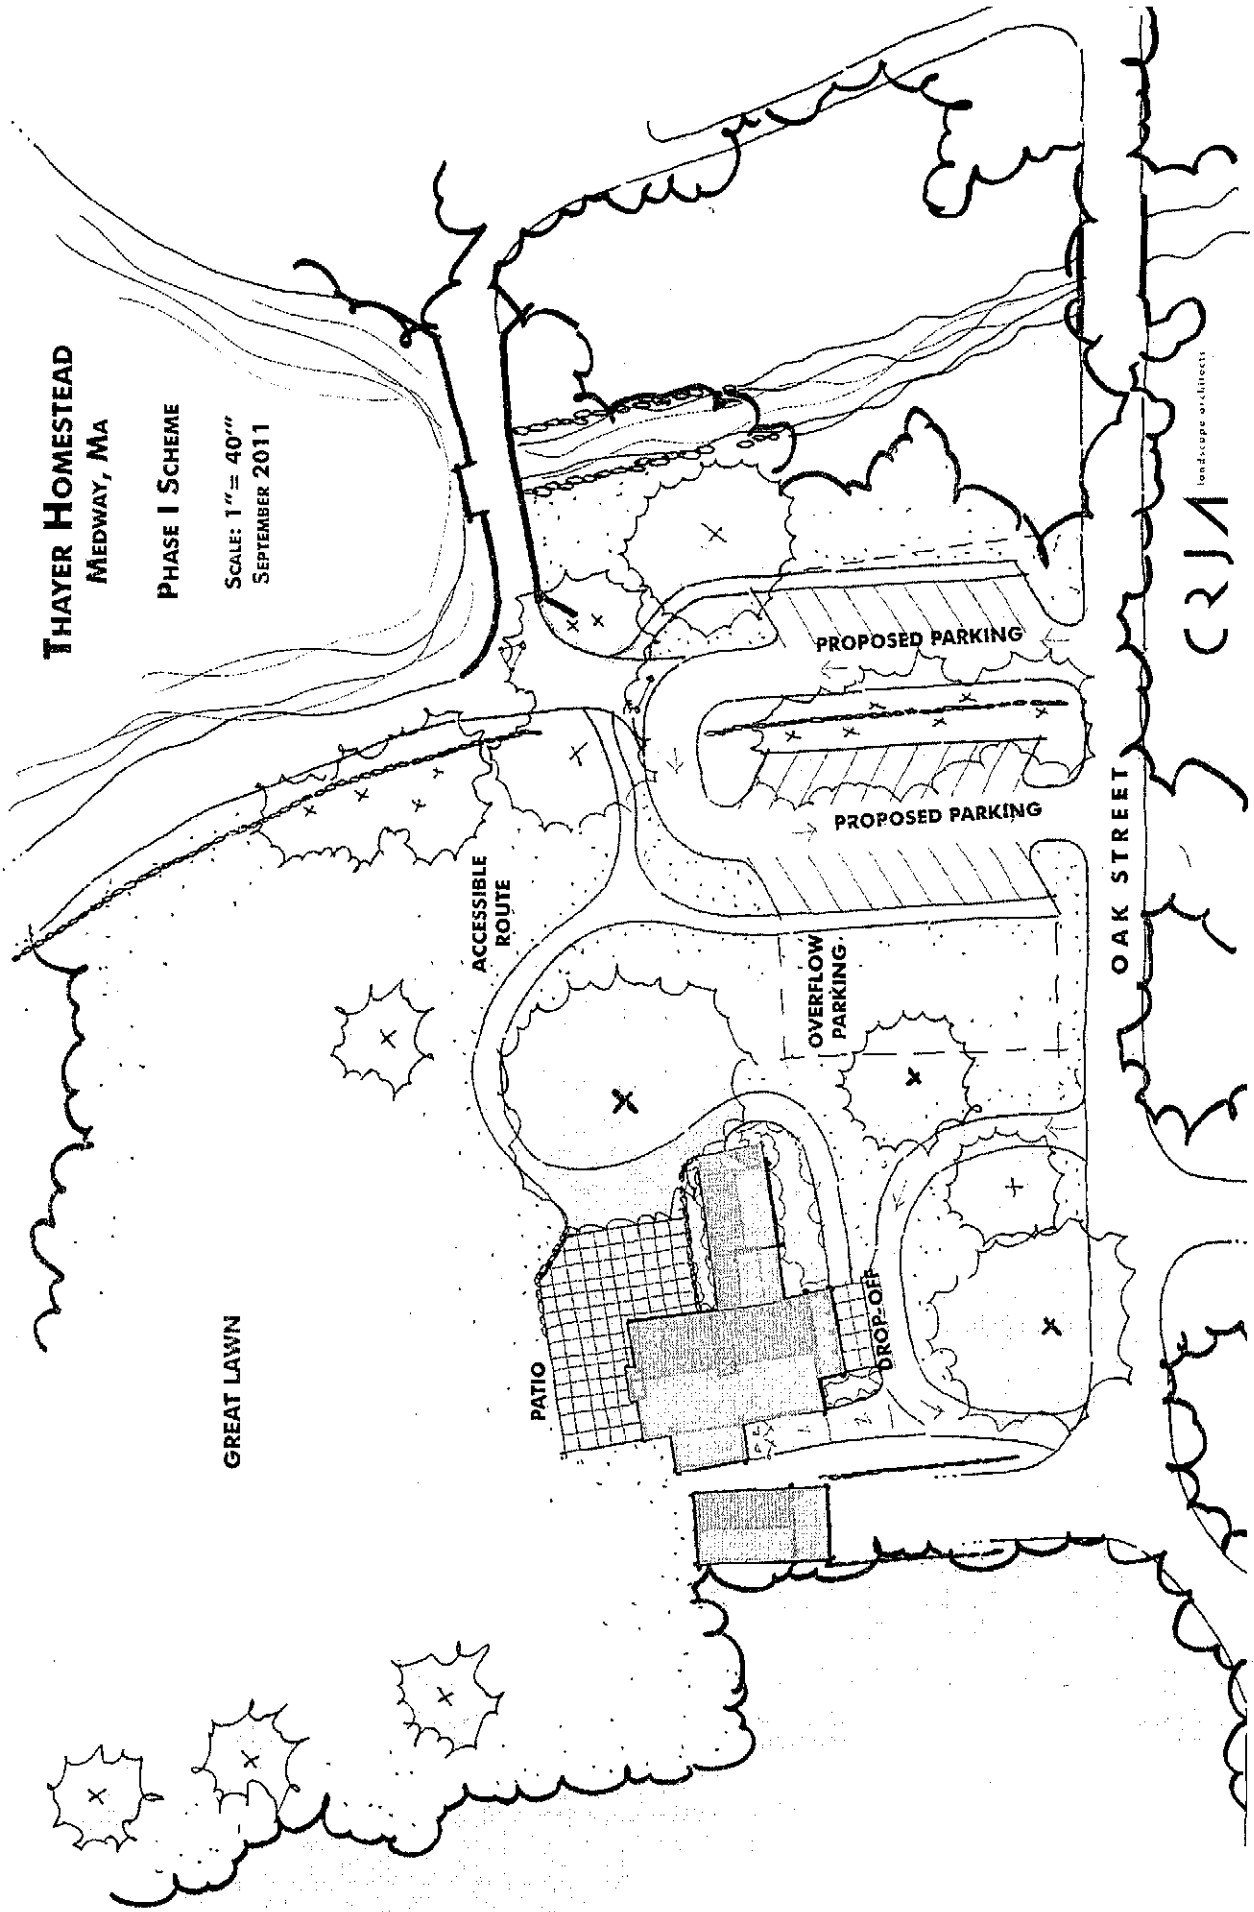 THAYER HOMESTEAD
MEDWAY, MA
PHASE I SCHEME
SCALE: 1"= 40'"
SEPTEMBER 2011
GREAT LAWN
PATIO
ACCESSIBLE
ROUTE
DROP-OFF
OVERFLOW
PARKING
PROPOSED PARKING
PROPOSED PARKING
OAK STREET
CRJA
landscape architects